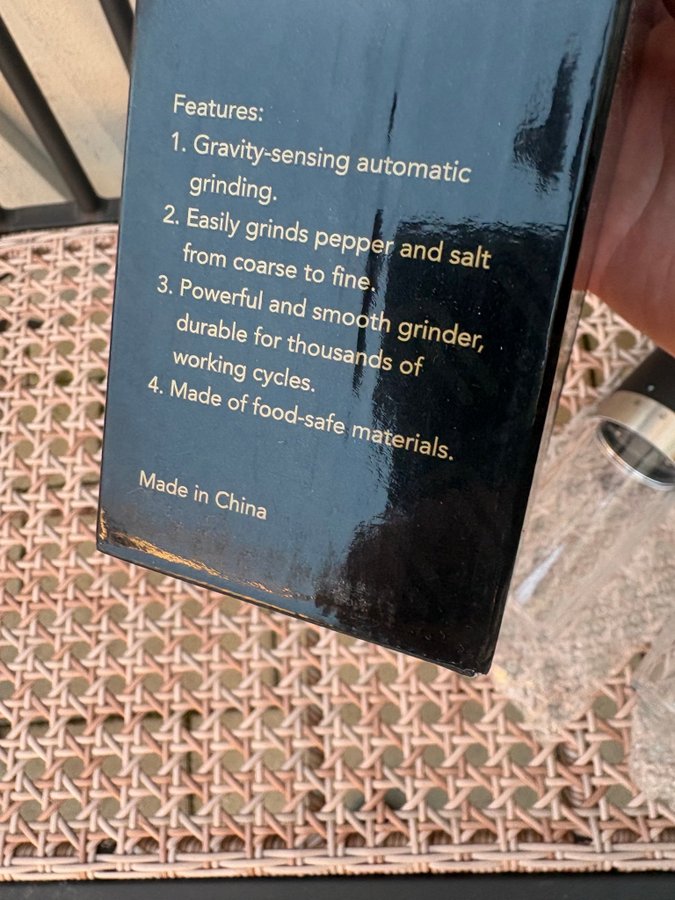 Features:
1. Gravity-sensing automatic
grinding.
2. Easily grinds pepper and salt
from coarse to fine.
3. Powerful and smooth grinder,
durable for thousands of
working cycles.
4. Made of food-safe materials.
Made in China